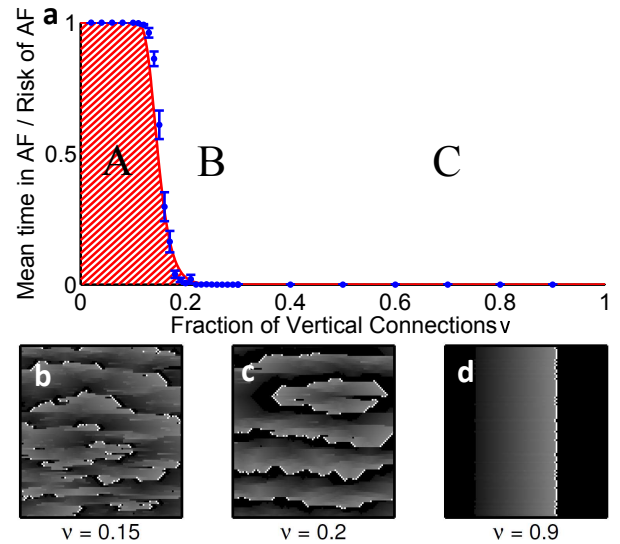 a
Mean time in AF / Risk of AF
1
0.5
0
A
B
C
0 0.2 0.4 0.6 0.8 1
Fraction of Vertical Connections ν
b
c
d
ν = 0.15
ν = 0.2
ν = 0.9